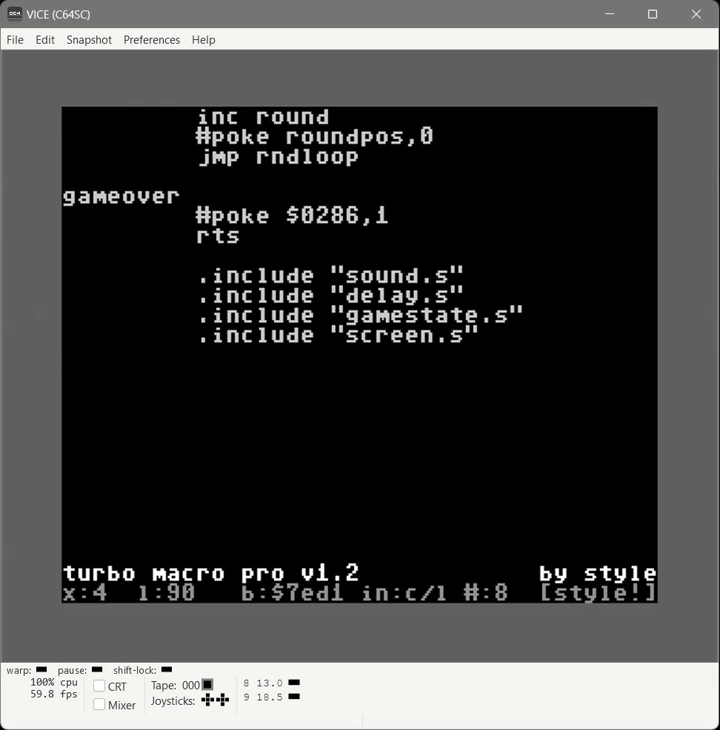 VICE (C64SC)
File Edit Snapshot Preferences Help
inc round
#poke roundpos,0
jmp rndloop
gameover
#poke $0286,1
rts
.include "sound.s"
.include "delay.s"
.include "gamestate.s"
.include "screen.s"
turbo macro pro v1.2 by style
x:4 l:90 b:$7ed1 in:c/l #:8 [style!]
warp: pause: shift-lock:
100% cpu
59.8 fps
CRT
Mixer
Tape: 000
Joysticks:
8 13.0
9 18.5